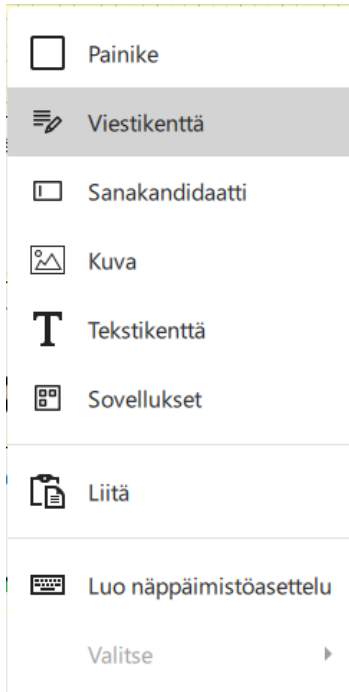 Painike
Viestikenttä
Sanakandidaatti
Kuva
Tekstikenttä
Sovellukset
Liitä
Luo näppäimistöasettelu
Valitse